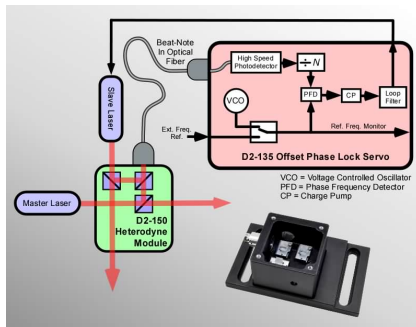 Beat-Note
In Optical
Fiber
High Speed
Photodetector
÷N
PFD
CP
Loop
Filter
VCO
Ext. Freq.
Ref.
Ref. Freq. Monitor
D2-135 Offset Phase Lock Servo
VCO = Voltage Controlled Oscillator
PFD = Phase Frequency Detector
CP = Charge Pump
Slave Laser
Master Laser
D2-150
Heterodyne
Module